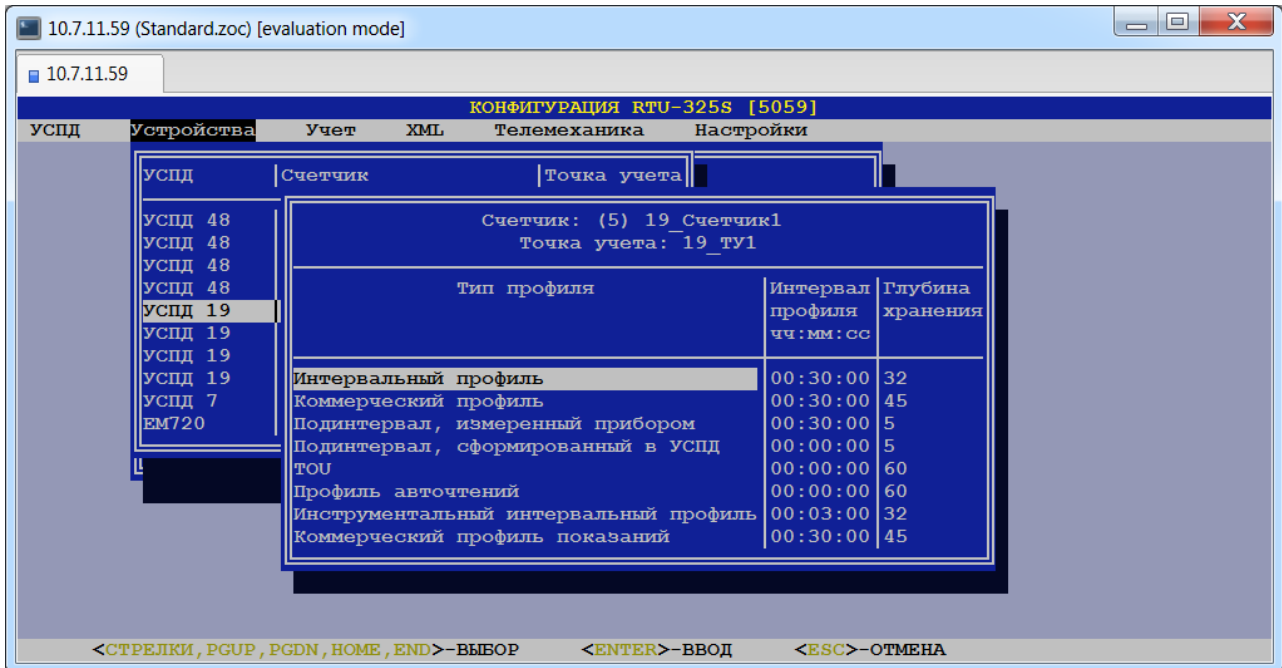 10.7.11.59 (Standard.zoc) [evaluation mode]
10.7.11.59
КОНФИГУРАЦИЯ RTU-325S [5059]
УСПД Устройства Учет XML Телемеханика Настройки
УСПД Счетчик Точка учета
УСПД 48
УСПД 48
УСПД 48
УСПД 48
УСПД 19
УСПД 19
УСПД 19
УСПД 19
УСПД 7
EM720
Счетчик: (5) 19_Счетчик1
Точка учета: 19_ТУ1
Тип профиля Интервал профиля чч:мм:сс Глубина хранения
Интервальный профиль 00:30:00 32
Коммерческий профиль 00:30:00 45
Подинтервал, измеренный прибором 00:30:00 5
Подинтервал, сформированный в УСПД 00:00:00 5
TOU 00:00:00 60
Профиль авточтений 00:00:00 60
Инструментальный интервальный профиль 00:03:00 32
Коммерческий профиль показаний 00:30:00 45
<СТРЕЛКИ,PGUP,PGDN,HOME,END>-ВЫБОР <ENTER>-ВВОД <ESC>-ОТМЕНА